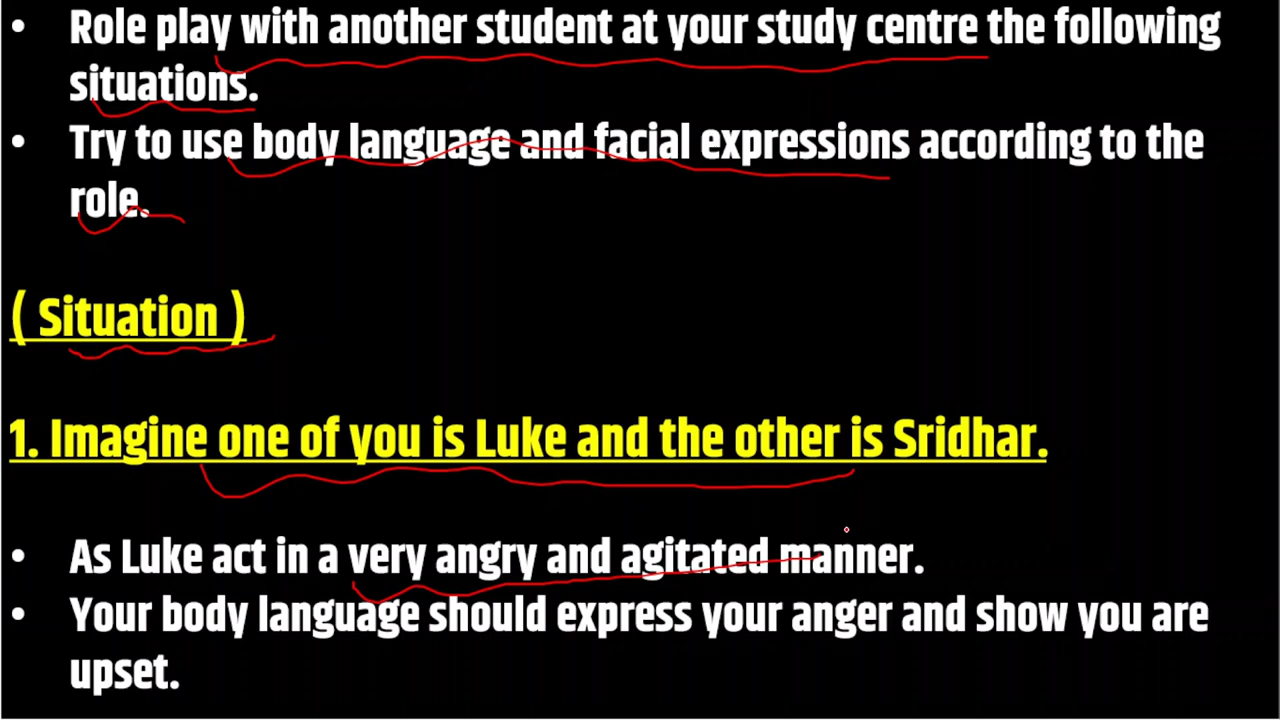 • Role play with another student at your study centre the following
situations.
• Try to use body language and facial expressions according to the
role.
( Situation )
1. Imagine one of you is Luke and the other is Sridhar.
• As Luke act in a very angry and agitated manner.
• Your body language should express your anger and show you are
upset.